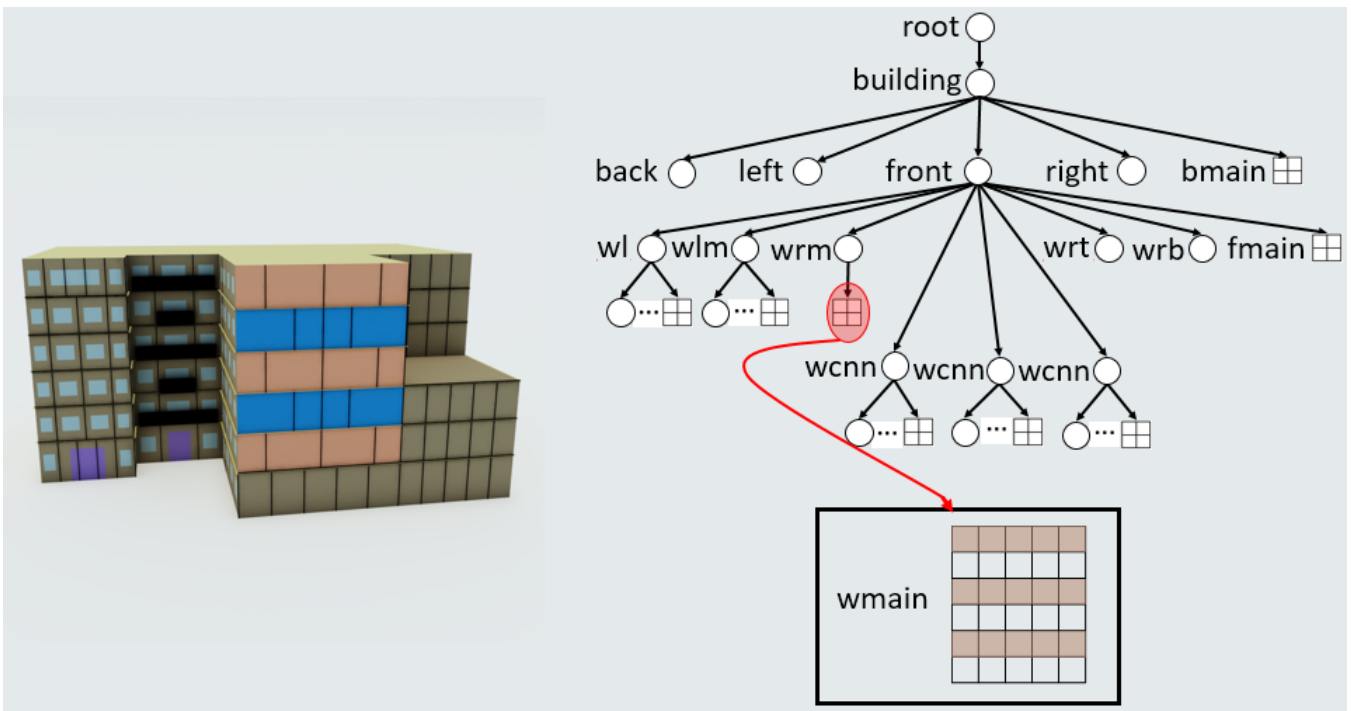 root
building
back left front right bmain
wl wlm wrm wrt wrb fmain
... ...
wcnn wcnn wcnn
... ... ...
wmain